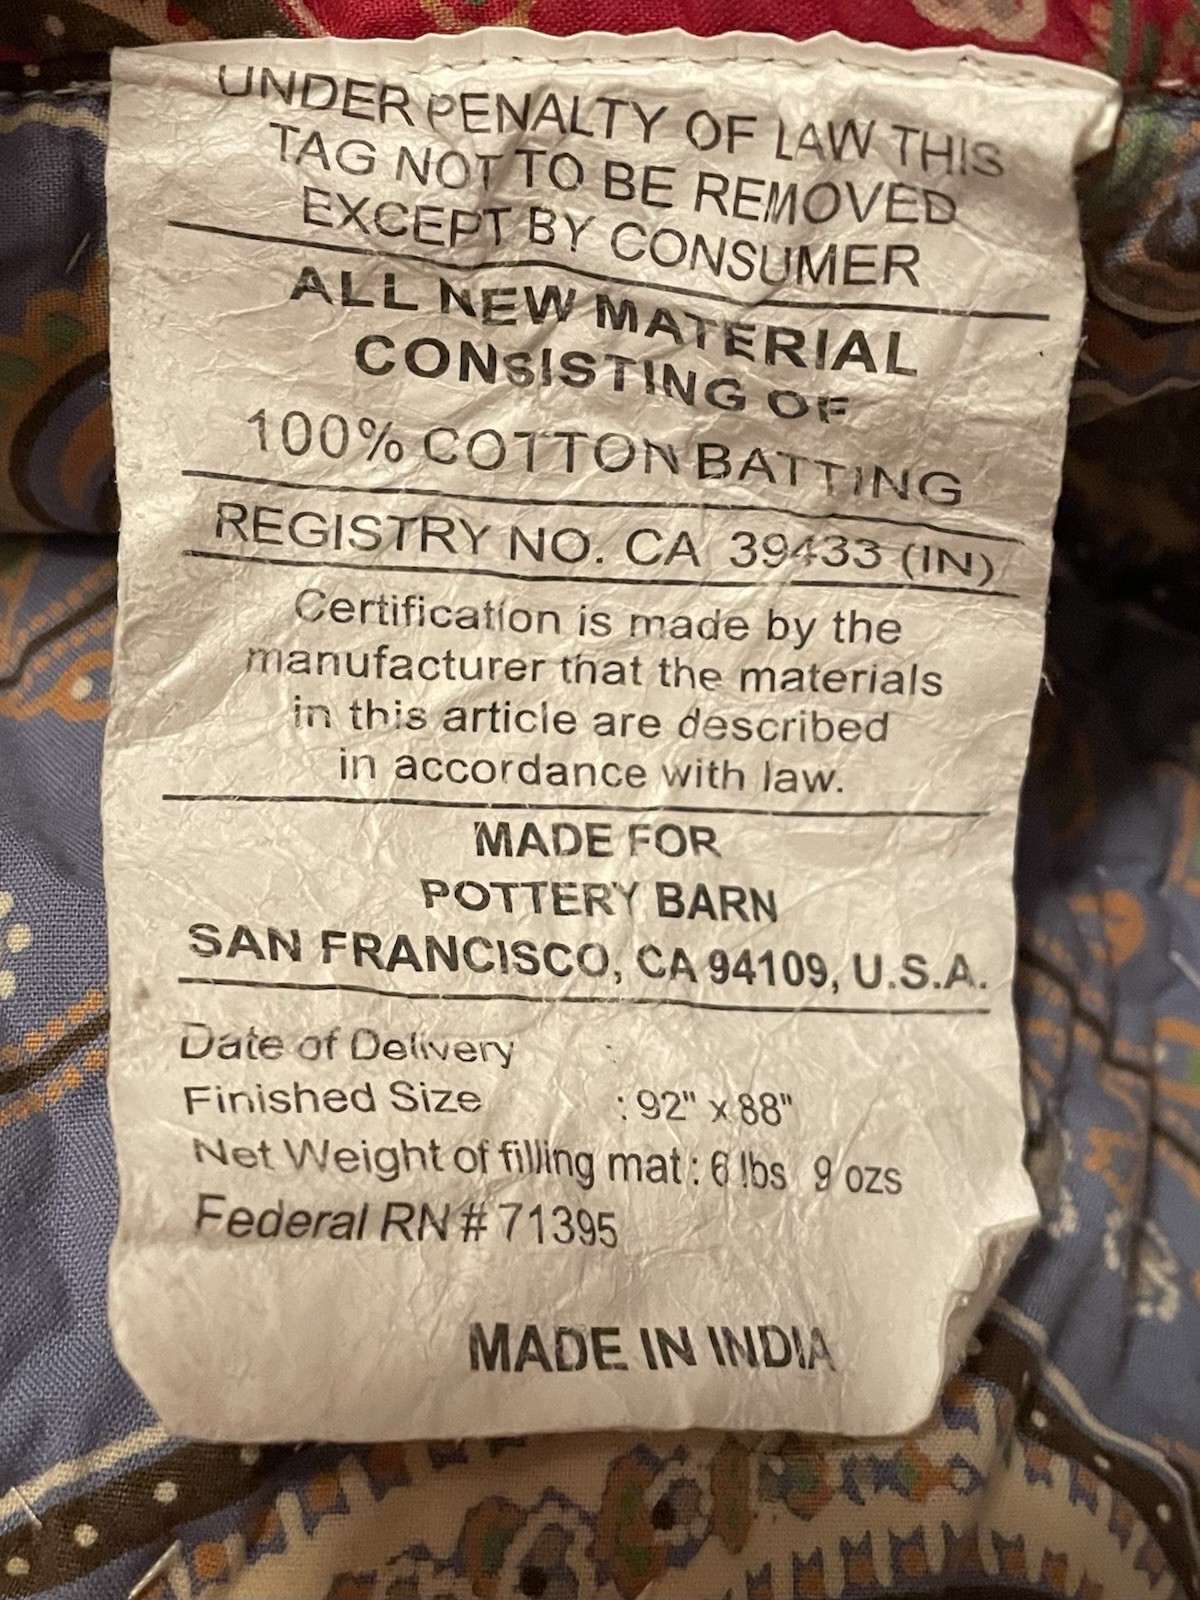 UNDER PENALTY OF LAW THIS
TAG NOT TO BE REMOVED
EXCEPT BY CONSUMER
ALL NEW MATERIAL
CONSISTING OF
100% COTTON BATTING
REGISTRY NO. CA 39433 (IN)
Certification is made by the
manufacturer that the materials
in this article are described
in accordance with law.
MADE FOR
POTTERY BARN
SAN FRANCISCO, CA 94109, U.S.A.
Date of Delivery :
Finished Size : 92" x 88"
Net Weight of filling mat : 6 lbs 9 ozs
Federal RN # 71395
MADE IN INDIA